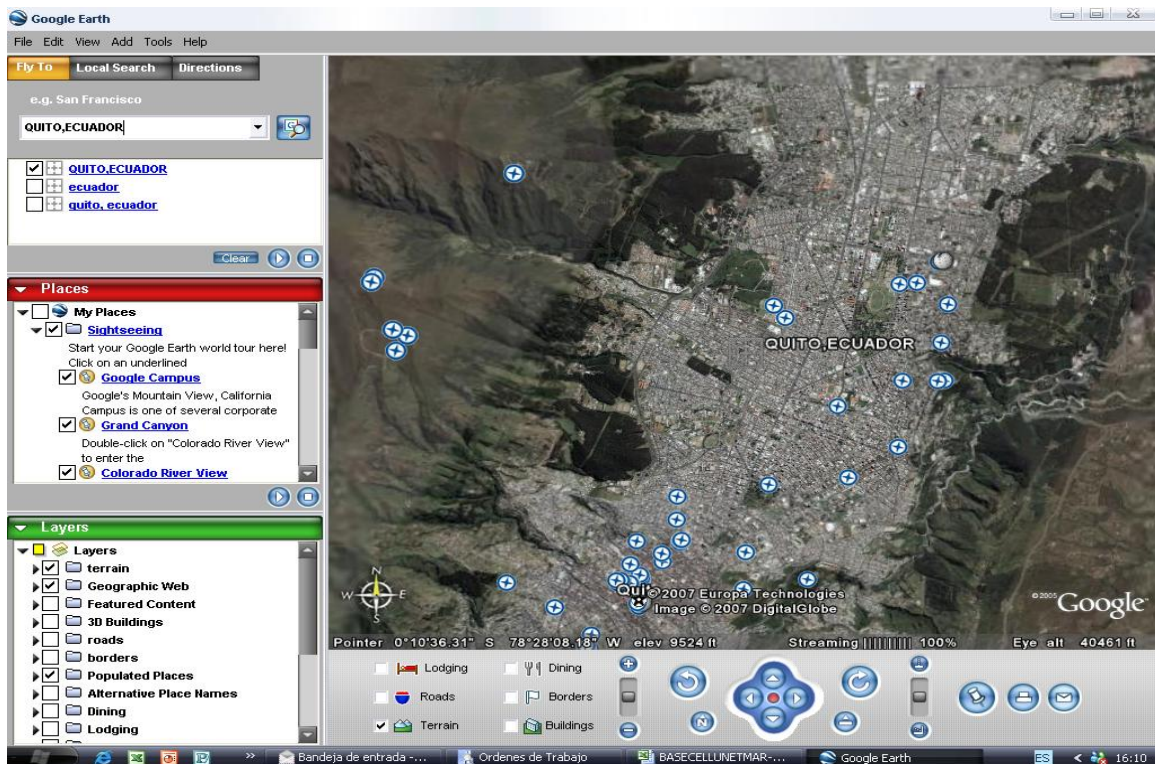 Google Earth
File Edit View Add Tools Help
Fly To Local Search Directions
e.g. San Francisco
QUITO,ECUADOR
QUITO,ECUADOR
ecuador
quito, ecuador
Clear
Places
My Places
Sightseeing
Start your Google Earth world tour here!
Click on an underlined
Google Campus
Google's Mountain View, California
Campus is one of several corporate
Grand Canyon
Double-click on "Colorado River View"
to enter the
Colorado River View
Layers
Layers
terrain
Geographic Web
Featured Content
3D Buildings
roads
borders
Populated Places
Alternative Place Names
Dining
Lodging
QUITO,ECUADOR
N
W E
S
Qui
©2007 Europa Technologies
Image © 2007 DigitalGlobe
©2005 Google
Pointer 0°10'36.31" S 78°28'08.18" W elev 9524 ft Streaming ||||||||| 100% Eye alt 40461 ft
Lodging Dining
Roads Borders
Terrain Buildings
N
» Bandeja de entrada -... Ordenes de Trabajo BASECELLUNETMAR-... Google Earth ES < 16:10